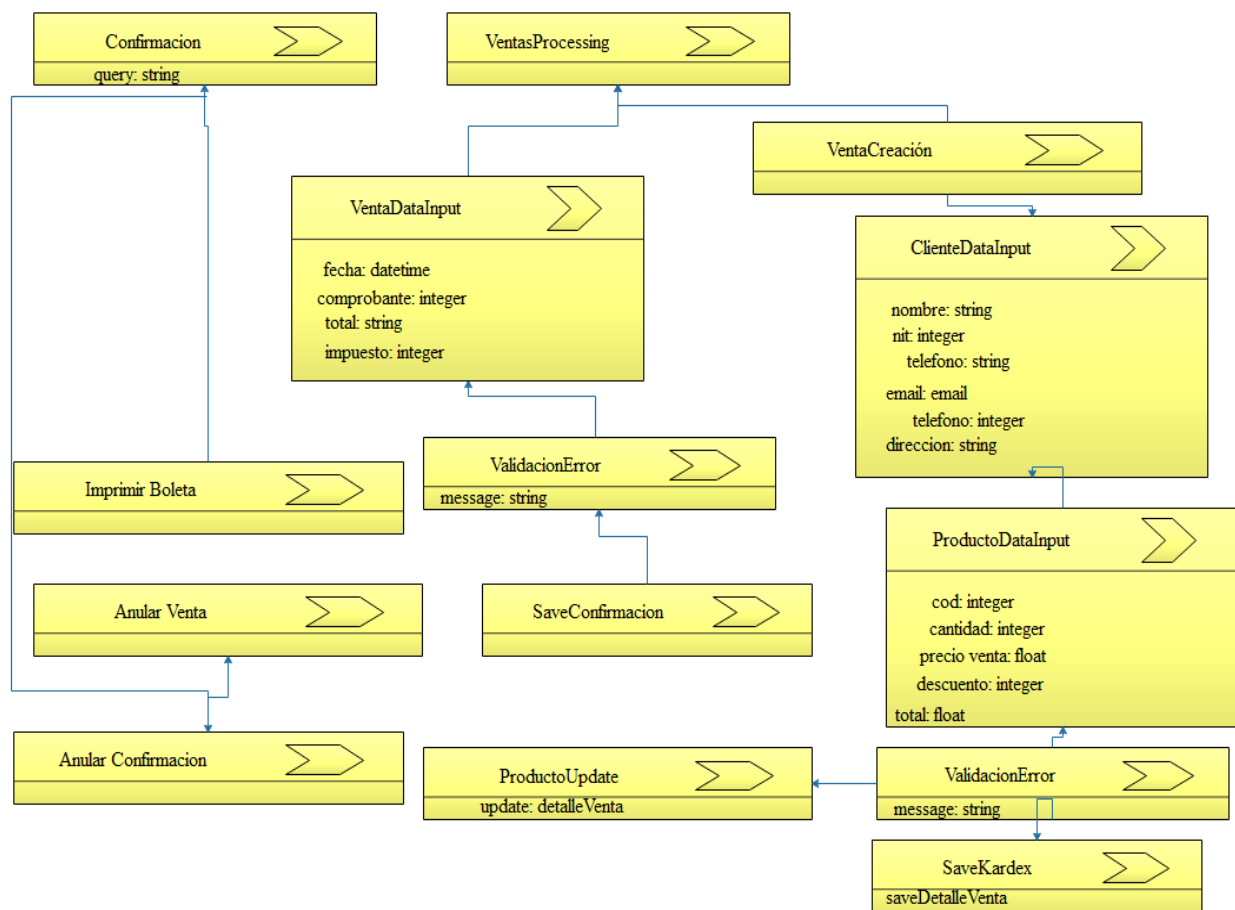 Confirmacion
query: string
VentasProcessing
VentaCreación
VentaDataInput
fecha: datetime
comprobante: integer
total: string
impuesto: integer
ClienteDataInput
nombre: string
nit: integer
telefono: string
email: email
telefono: integer
direccion: string
Imprimir Boleta
ValidacionError
message: string
ProductoDataInput
cod: integer
cantidad: integer
precio venta: float
descuento: integer
total: float
Anular Venta
SaveConfirmacion
Anular Confirmacion
ProductoUpdate
update: detalleVenta
ValidacionError
message: string
SaveKardex
saveDetalleVenta